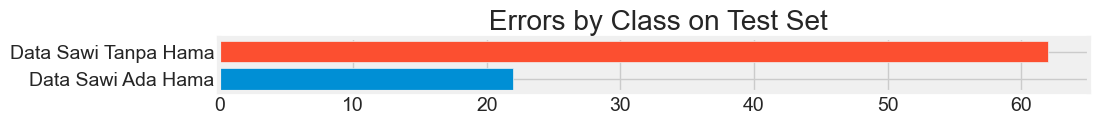 Errors by Class on Test Set
Data Sawi Tanpa Hama
Data Sawi Ada Hama
0 10 20 30 40 50 60